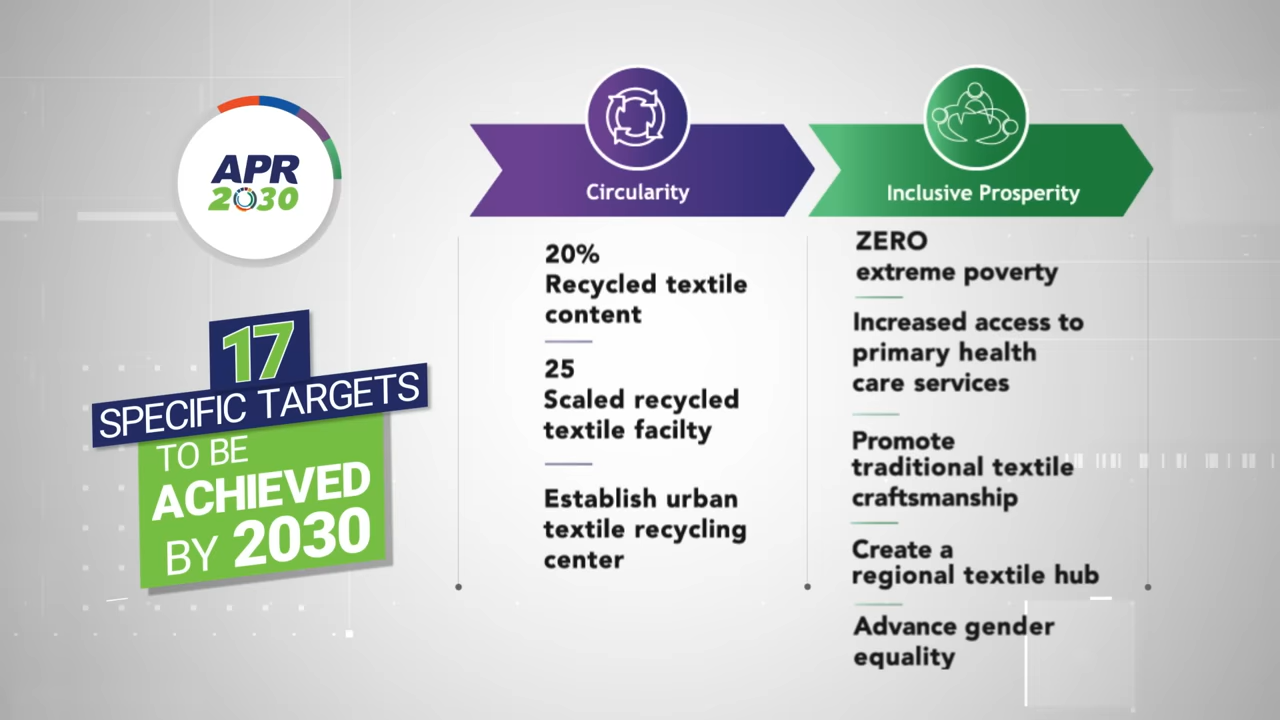 APR
2030
17
SPECIFIC TARGETS
TO BE
ACHIEVED
BY 2030
Circularity
20%
Recycled textile
content
25
Scaled recycled
textile facilty
Establish urban
textile recycling
center
Inclusive Prosperity
ZERO
extreme poverty
Increased access to
primary health
care services
Promote
traditional textile
craftsmanship
Create a
regional textile hub
Advance gender
equality